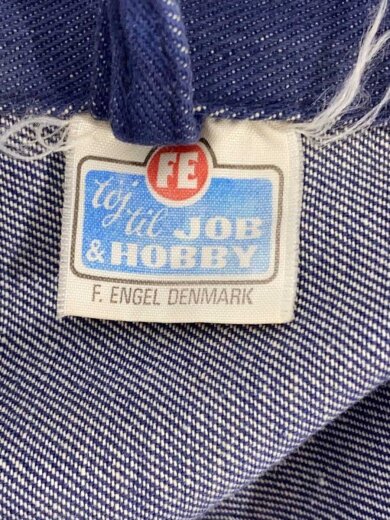 FE
tøj til JOB
& HOBBY
F. ENGEL DENMARK